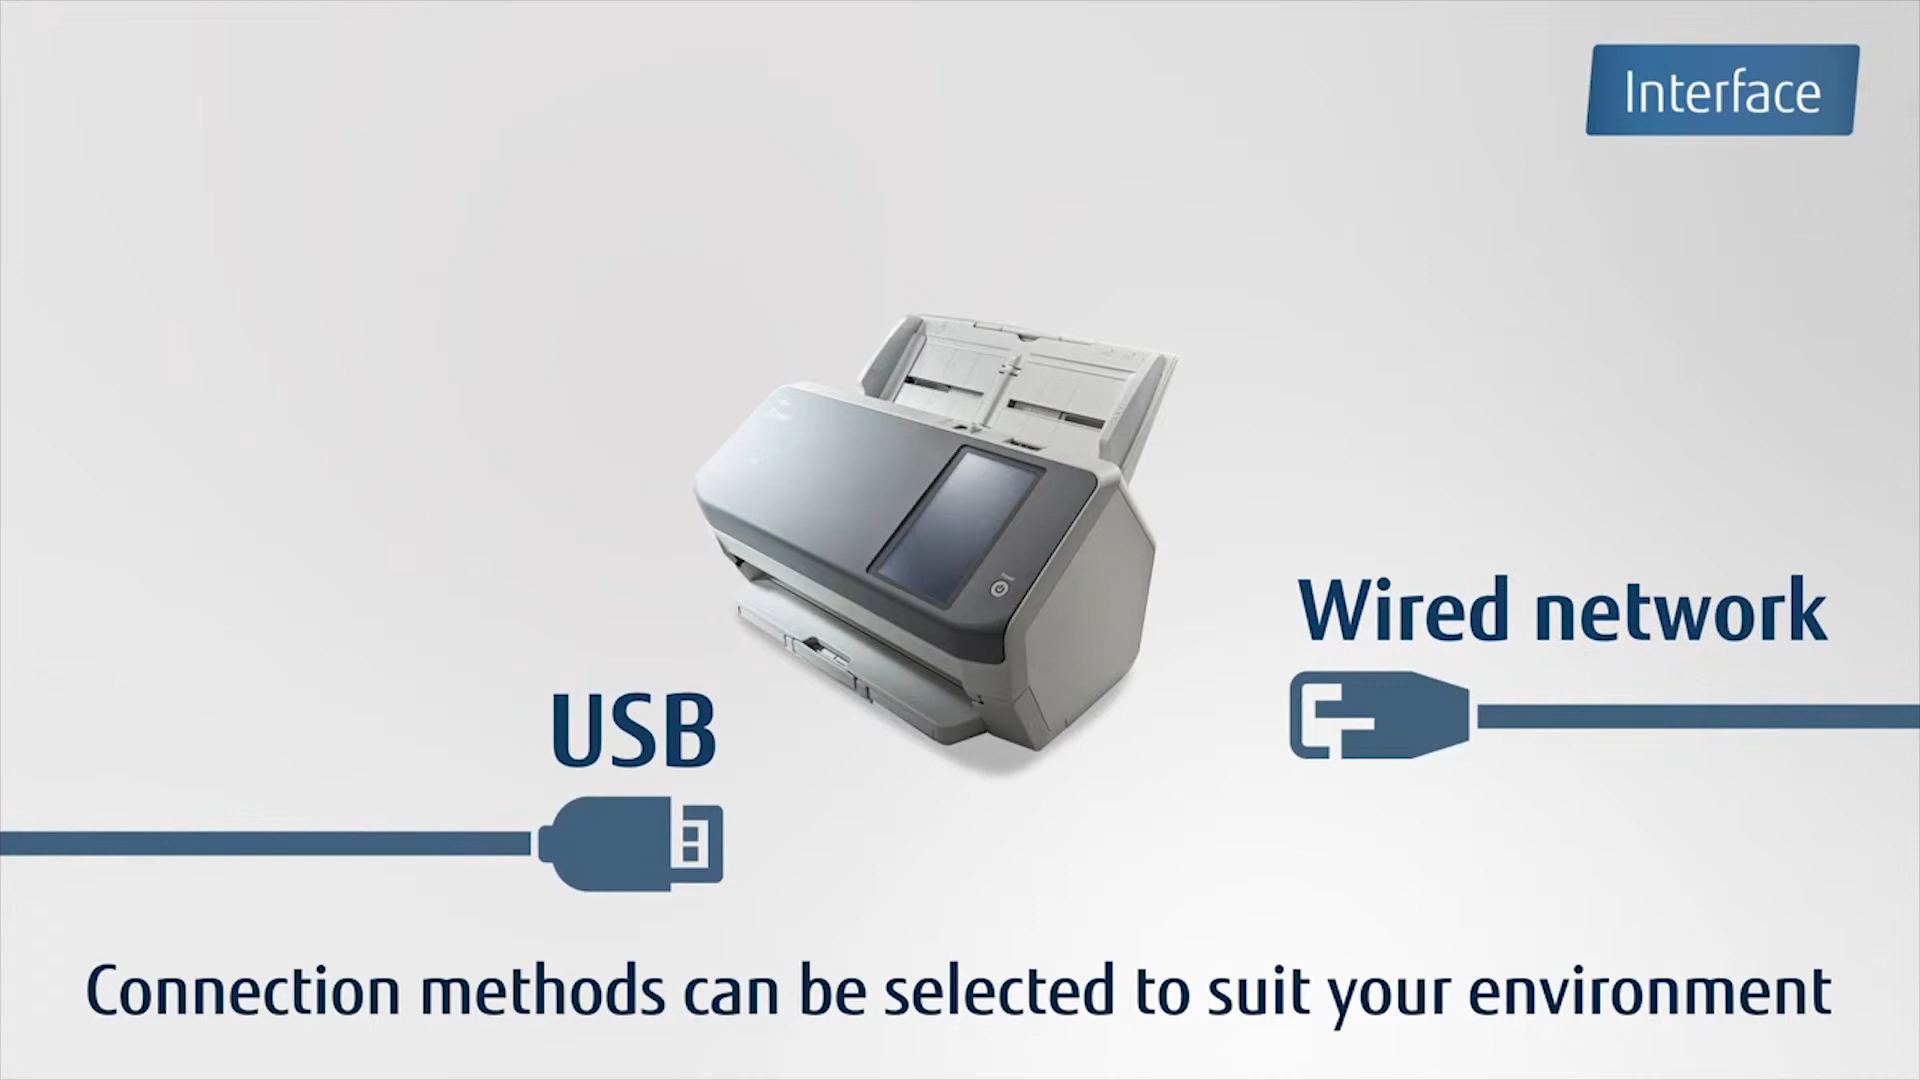 Interface
Wired network
USB
Connection methods can be selected to suit your environment